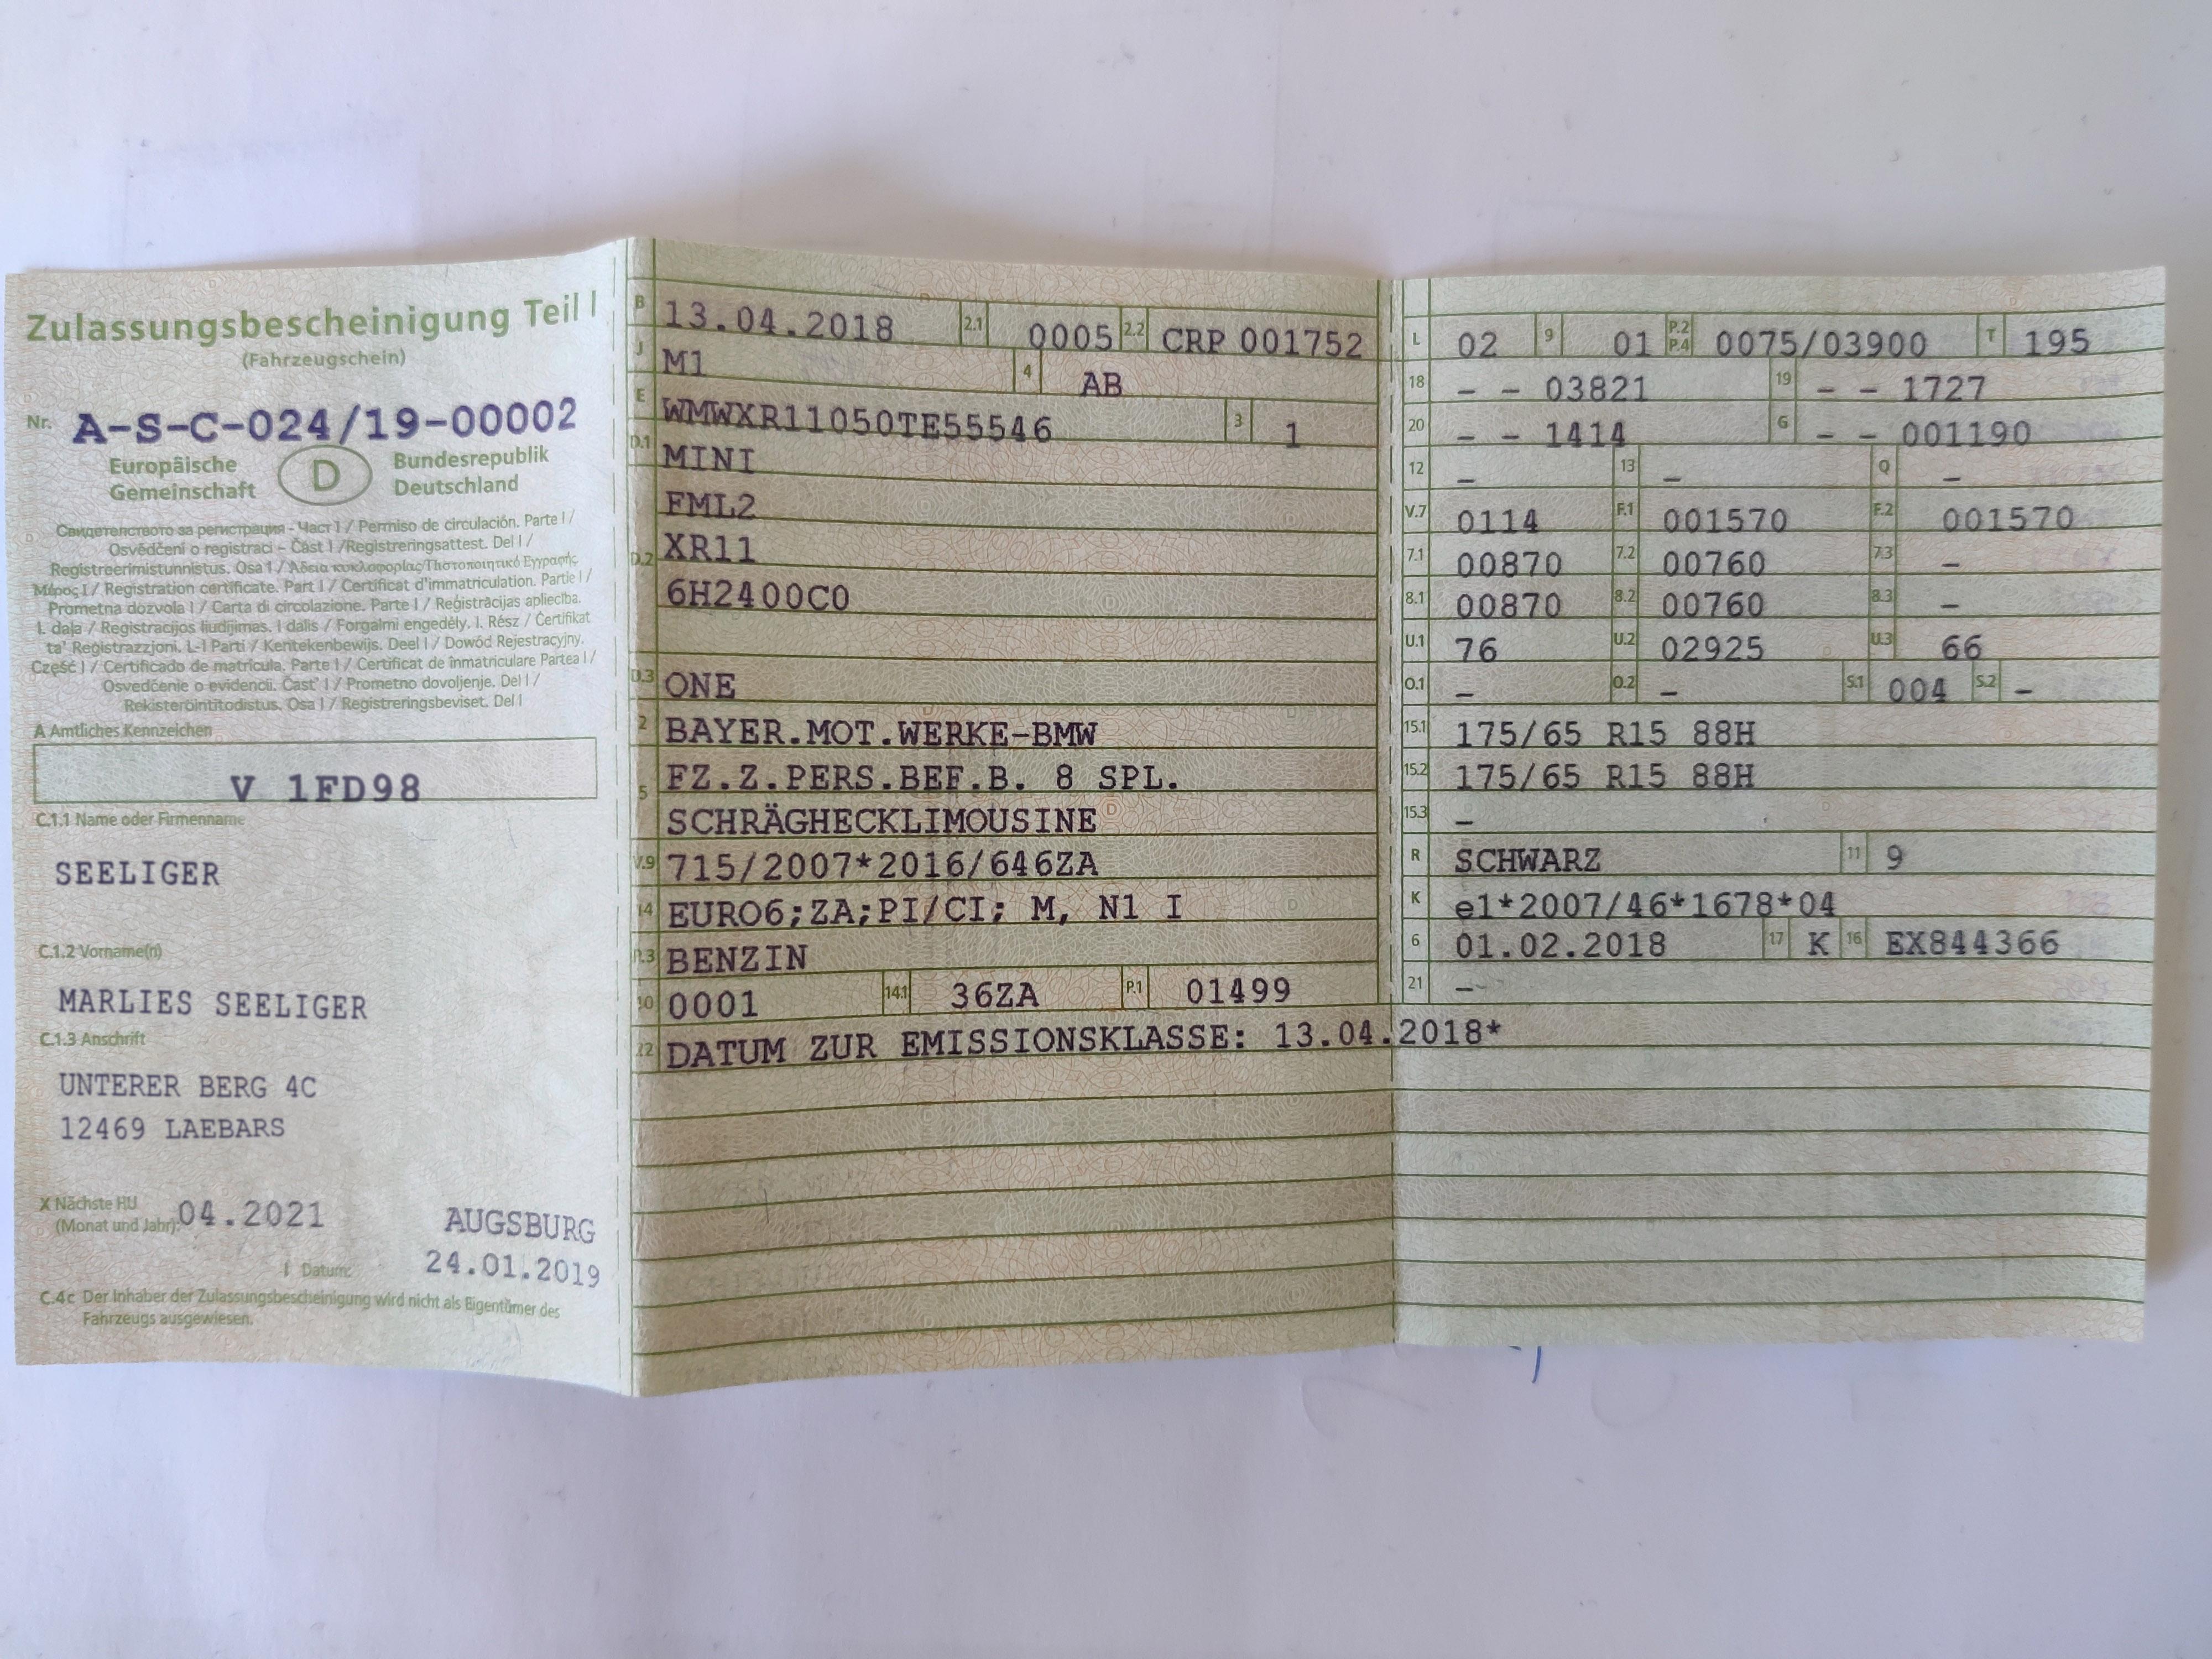 Zulassungsbescheinigung Teil I
(Fahrzeugschein)
Nr. A-S-C-024/19-00002
Europäische Gemeinschaft D Bundesrepublik Deutschland
Свидетелството за регистрация - Част I / Permiso de circulación. Parte I /
Osvědčení o registraci - Část I /Registreringsattest. Del I /
Registreerimistunnistus. Osa 1 / Άδεια κυκλοφορίας/Πιστοποιητικό Εγγραφής
Μέρος I / Registration certificate. Part I / Certificat d'immatriculation. Partie I /
Prometna dozvola I / Carta di circolazione. Parte I / Reģistrācijas apliecība.
I. daļa / Registracijos liudijimas. I dalis / Forgalmi engedély. I. Rész / Ċertifikat
ta' Reġistrazzjoni. L-I Parti / Kentekenbewijs. Deel I / Dowód Rejestracyjny.
Część I / Certificado de matrícula. Parte I / Certificat de înmatriculare Partea I /
Osvedčenie o evidencii. Časť I / Prometno dovoljenje. Del I /
Rekisteröintitodistus. Osa I / Registreringsbeviset. Del I
A Amtliches Kennzeichen
V 1FD98
C.1.1 Name oder Firmenname
SEELIGER
C.1.2 Vorname(n)
MARLIES SEELIGER
C.1.3 Anschrift
UNTERER BERG 4C
12469 LAEBARS
X Nächste HU
(Monat und Jahr): 04.2021
AUGSBURG
I Datum: 24.01.2019
C.4c Der Inhaber der Zulassungsbescheinigung wird nicht als Eigentümer des
Fahrzeugs ausgewiesen.
B 13.04.2018 2.1 0005 2.2 CRP 001752
J M1 4 AB
E WMWXR11050TE55546 3 1
D.1 MINI
FML2
D.2 XR11
6H2400C0
D.3 ONE
2 BAYER.MOT.WERKE-BMW
5 FZ.Z.PERS.BEF.B. 8 SPL.
SCHRÄGHECKLIMOUSINE
V.9 715/2007*2016/646ZA
14 EURO6;ZA;PI/CI; M, N1 I
P.3 BENZIN
10 0001 14.1 36ZA P.1 01499
22 DATUM ZUR EMISSIONSKLASSE: 13.04.2018*
L 02 9 01 P.2 P.4 0075/03900 T 195
18 - - 03821 19 - - 1727
20 - - 1414 G - - 001190
12 - 13 - Q -
V.7 0114 F.1 001570 F.2 001570
7.1 00870 7.2 00760 7.3 -
8.1 00870 8.2 00760 8.3 -
U.1 76 U.2 02925 U.3 66
O.1 - O.2 - S.1 004 S.2 -
15.1 175/65 R15 88H
15.2 175/65 R15 88H
15.3 -
R SCHWARZ 11 9
K e1*2007/46*1678*04
6 01.02.2018 17 K 16 EX844366
21 -